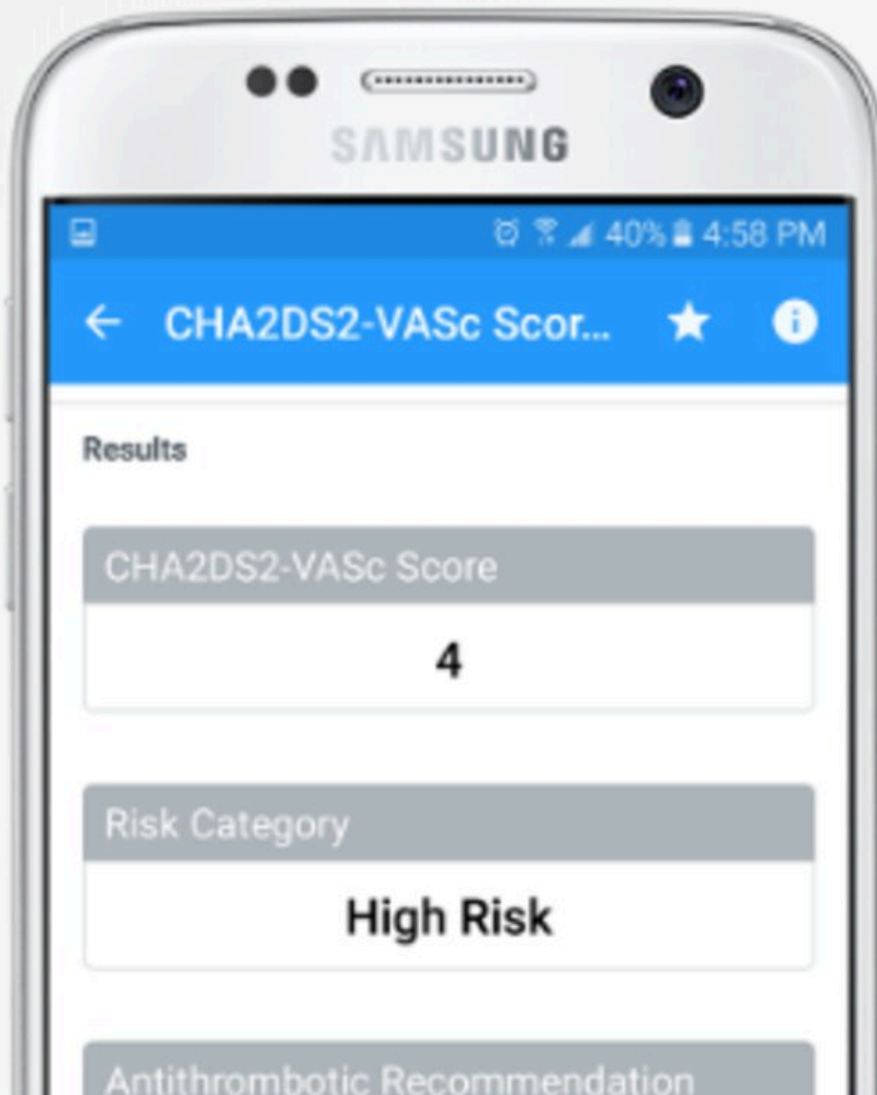 SAMSUNG
40% 4:58 PM
CHA2DS2-VASc Scor...
Results
CHA2DS2-VASc Score
4
Risk Category
High Risk
Antithrombotic Recommendation